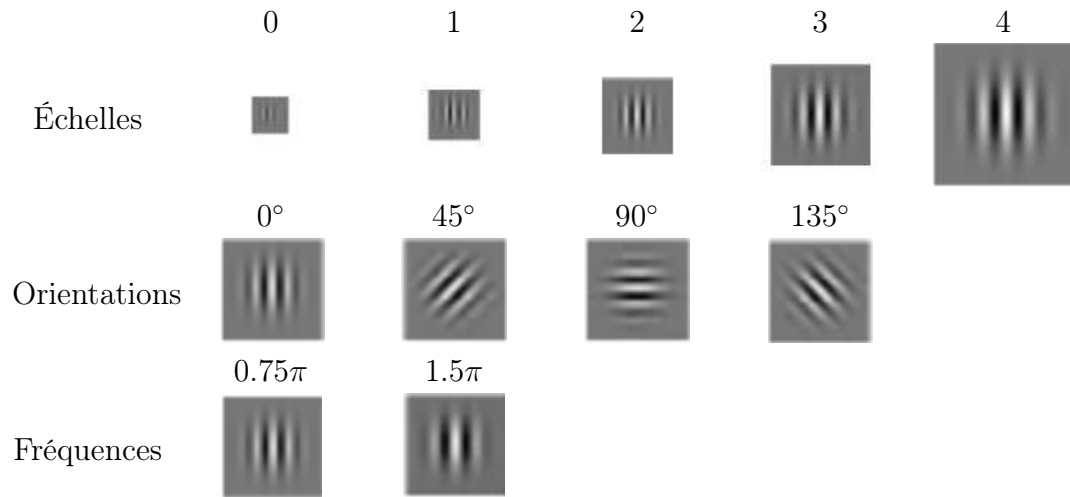 0 1 2 3 4
Échelles
0° 45° 90° 135°
Orientations
0.75π 1.5π
Fréquences